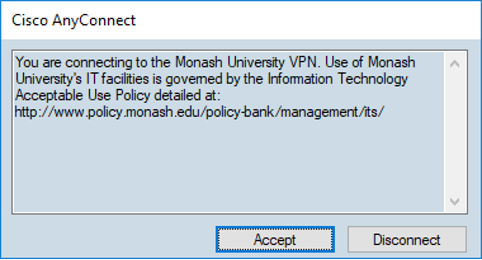 Cisco AnyConnect
You are connecting to the Monash University VPN. Use of Monash
University's IT facilities is governed by the Information Technology
Acceptable Use Policy detailed at:
http://www.policy.monash.edu/policy-bank/management/its/
Accept
Disconnect